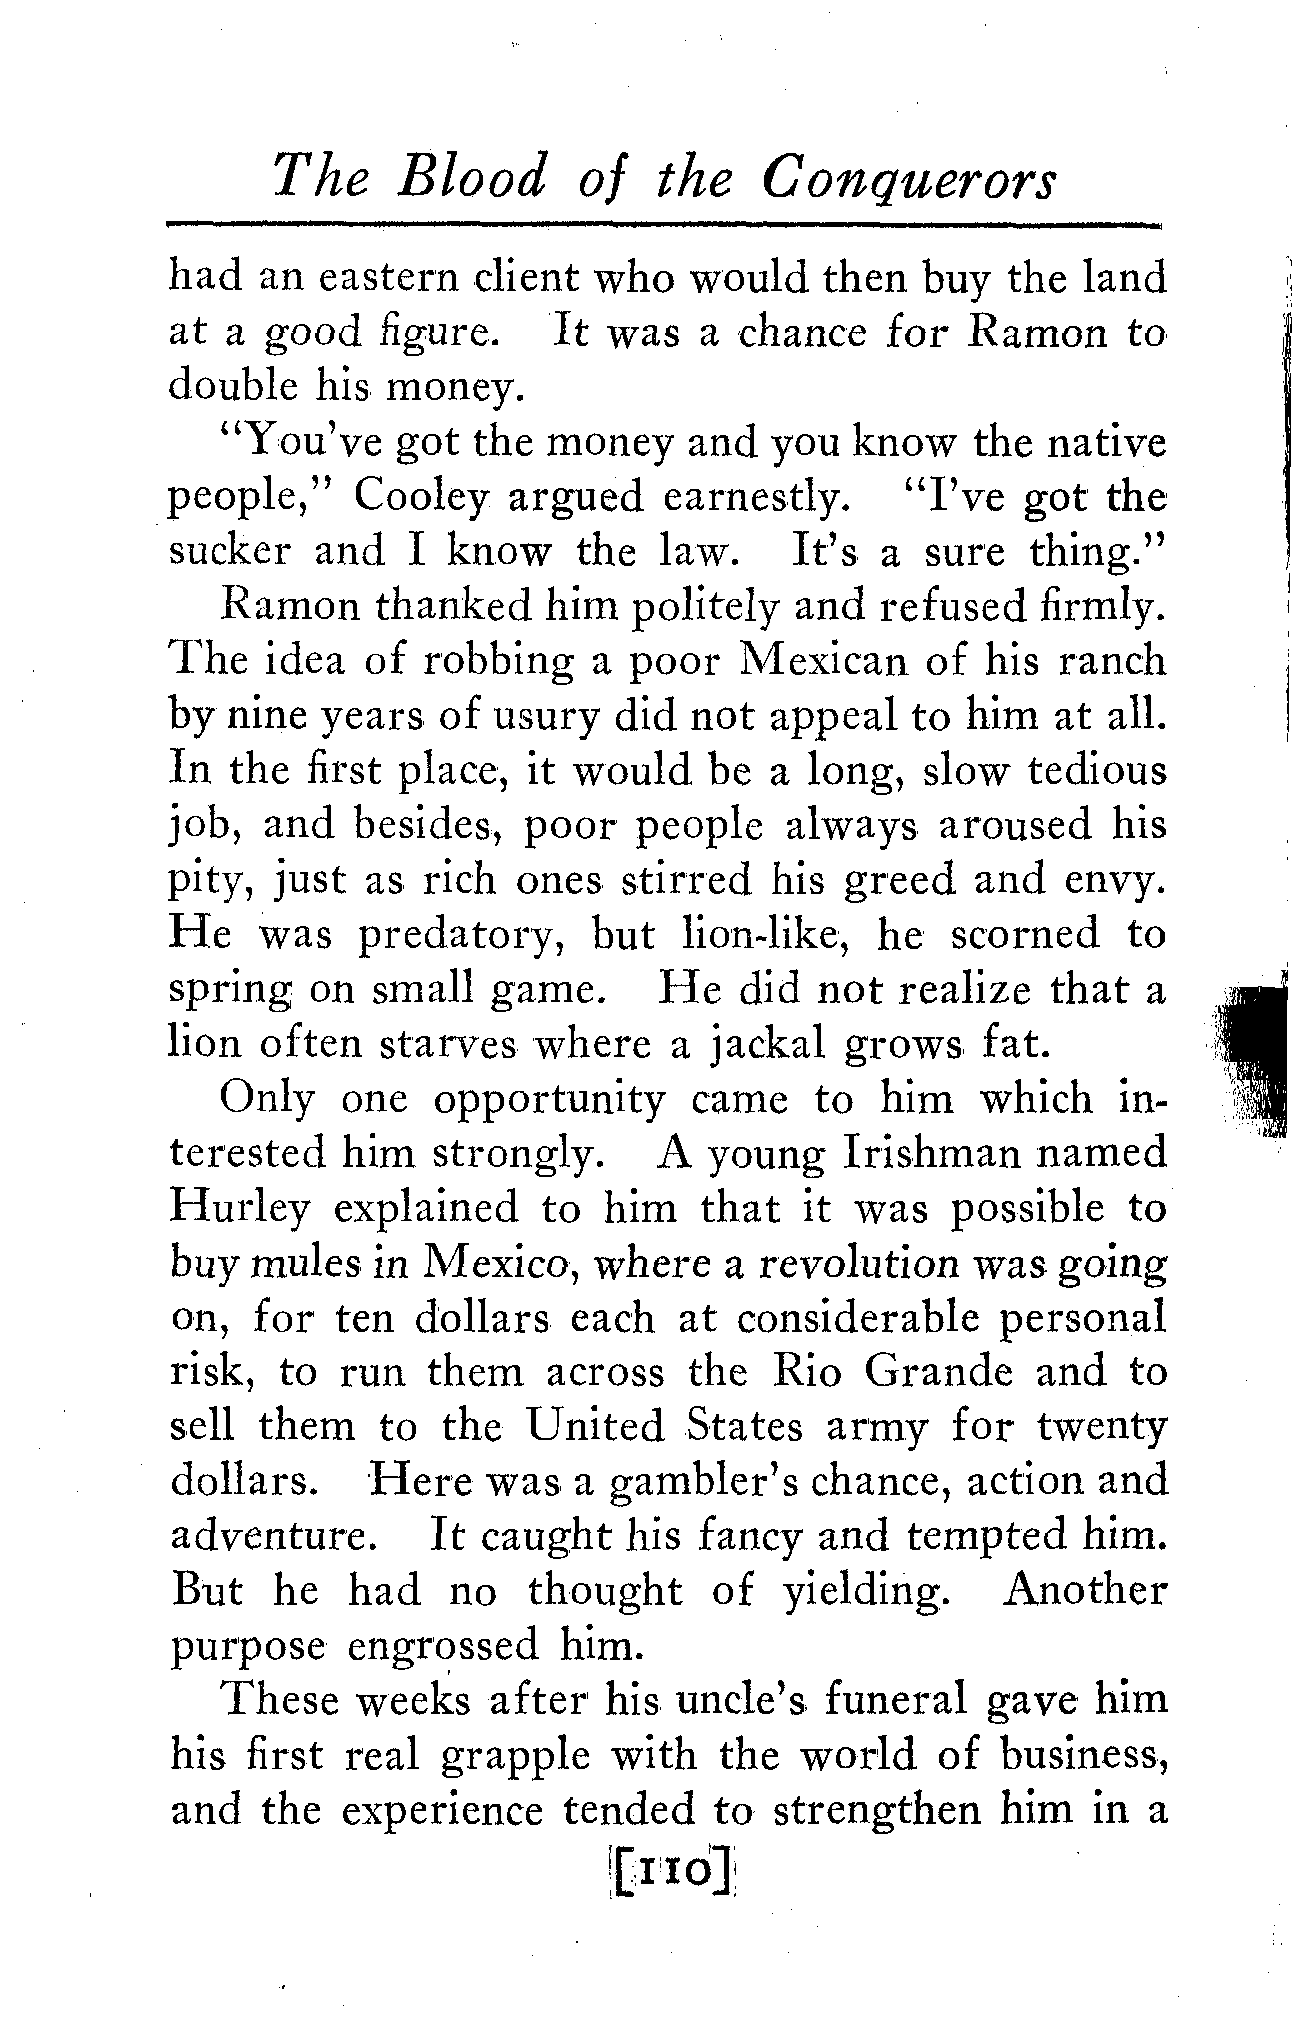 The Blood of the Conquerors
had an eastern client who would then buy the land
at a good figure. It was a chance for Ramon to
double his money.
"You've got the money and you know the native
people," Cooley argued earnestly. "I've got the
sucker and I know the law. It's a sure thing."
Ramon thanked him politely and refused firmly.
The idea of robbing a poor Mexican of his ranch
by nine years of usury did not appeal to him at all.
In the first place, it would be a long, slow tedious
job, and besides, poor people always aroused his
pity, just as rich ones stirred his greed and envy.
He was predatory, but lion-like, he scorned to
spring on small game. He did not realize that a
lion often starves where a jackal grows fat.
Only one opportunity came to him which in-
terested him strongly. A young Irishman named
Hurley explained to him that it was possible to
buy mules in Mexico, where a revolution was going
on, for ten dollars each at considerable personal
risk, to run them across the Rio Grande and to
sell them to the United States army for twenty
dollars. Here was a gambler's chance, action and
adventure. It caught his fancy and tempted him.
But he had no thought of yielding. Another
purpose engrossed him.
These weeks after his uncle's funeral gave him
his first real grapple with the world of business,
and the experience tended to strengthen him in a
[110]